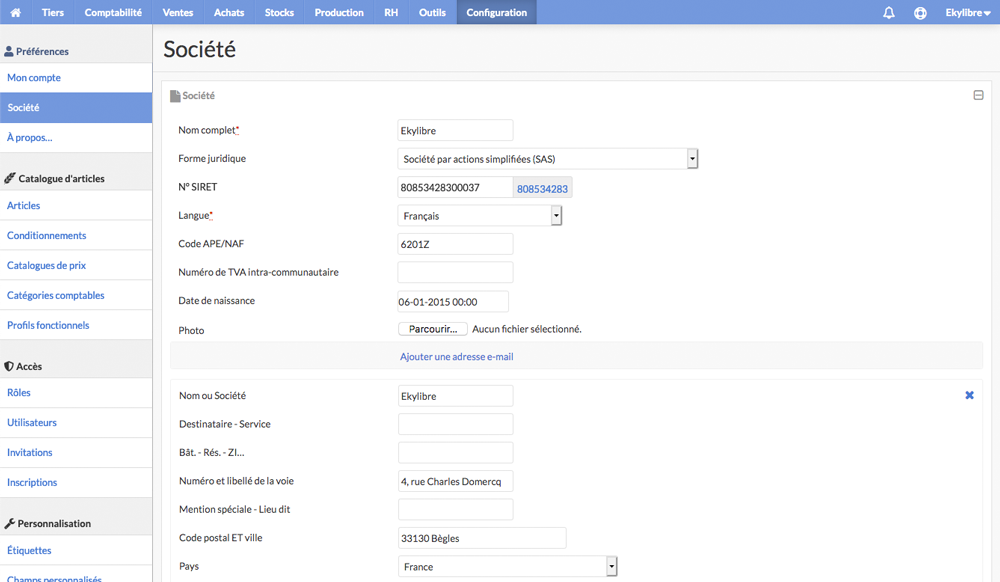 Tiers Comptabilité Ventes Achats Stocks Production RH Outils Configuration Ekylibre
Préférences
Mon compte
Société
À propos...
Catalogue d'articles
Articles
Conditionnements
Catalogues de prix
Catégories comptables
Profils fonctionnels
Accès
Rôles
Utilisateurs
Invitations
Inscriptions
Personnalisation
Étiquettes
Champs personnalisés
Société
Société
Nom complet* Ekylibre
Forme juridique Société par actions simplifiées (SAS)
N° SIRET 80853428300037 808534283
Langue* Français
Code APE/NAF 6201Z
Numéro de TVA intra-communautaire
Date de naissance 06-01-2015 00:00
Photo Parcourir... Aucun fichier sélectionné.
Ajouter une adresse e-mail
Nom ou Société Ekylibre
Destinataire - Service
Bât. - Rés. - ZI...
Numéro et libellé de la voie 4, rue Charles Domercq
Mention spéciale - Lieu dit
Code postal ET ville 33130 Bègles
Pays France